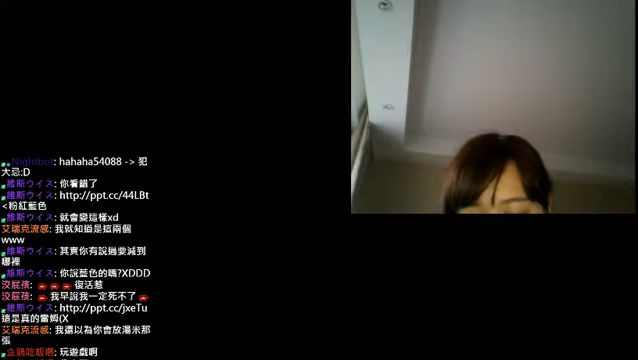 Nightbot: hahaha54088 -> 犯
大忌:D
維斯ウイス: 你看錯了
維斯ウイス: http://ppt.cc/44LBt
<粉紅藍色
維斯ウイス: 就會變這樣xd
艾瑞克流感: 我就知道是這兩個
www
維斯ウイス: 其實你有說過要減到
哪裡
維斯ウイス: 你說藍色的嗎?XDDD
沒屁孩: 復活惹
沒屁孩: 我早說我一定死不了
維斯ウイス: http://ppt.cc/jxeTu
這是真的雷姆(X
艾瑞克流感: 我還以為你會放湯米那
張
: 玩遊戲啊